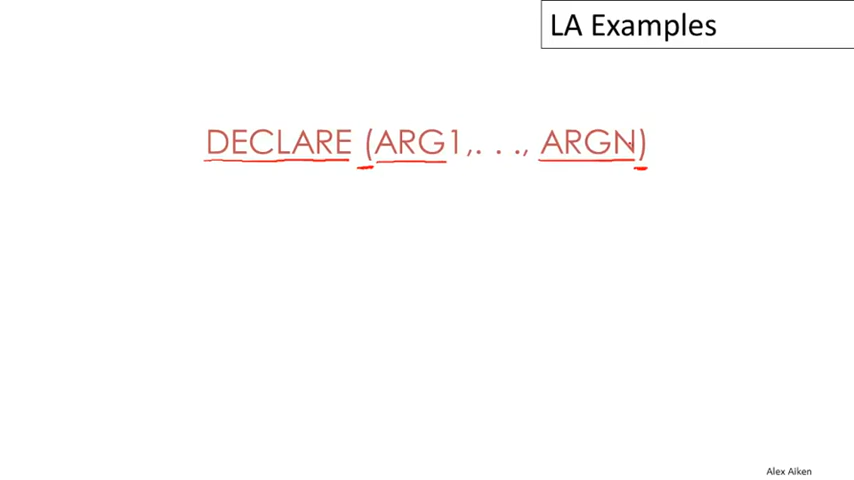 LA Examples
DECLARE (ARG1,. . ., ARGN)
Alex Aiken